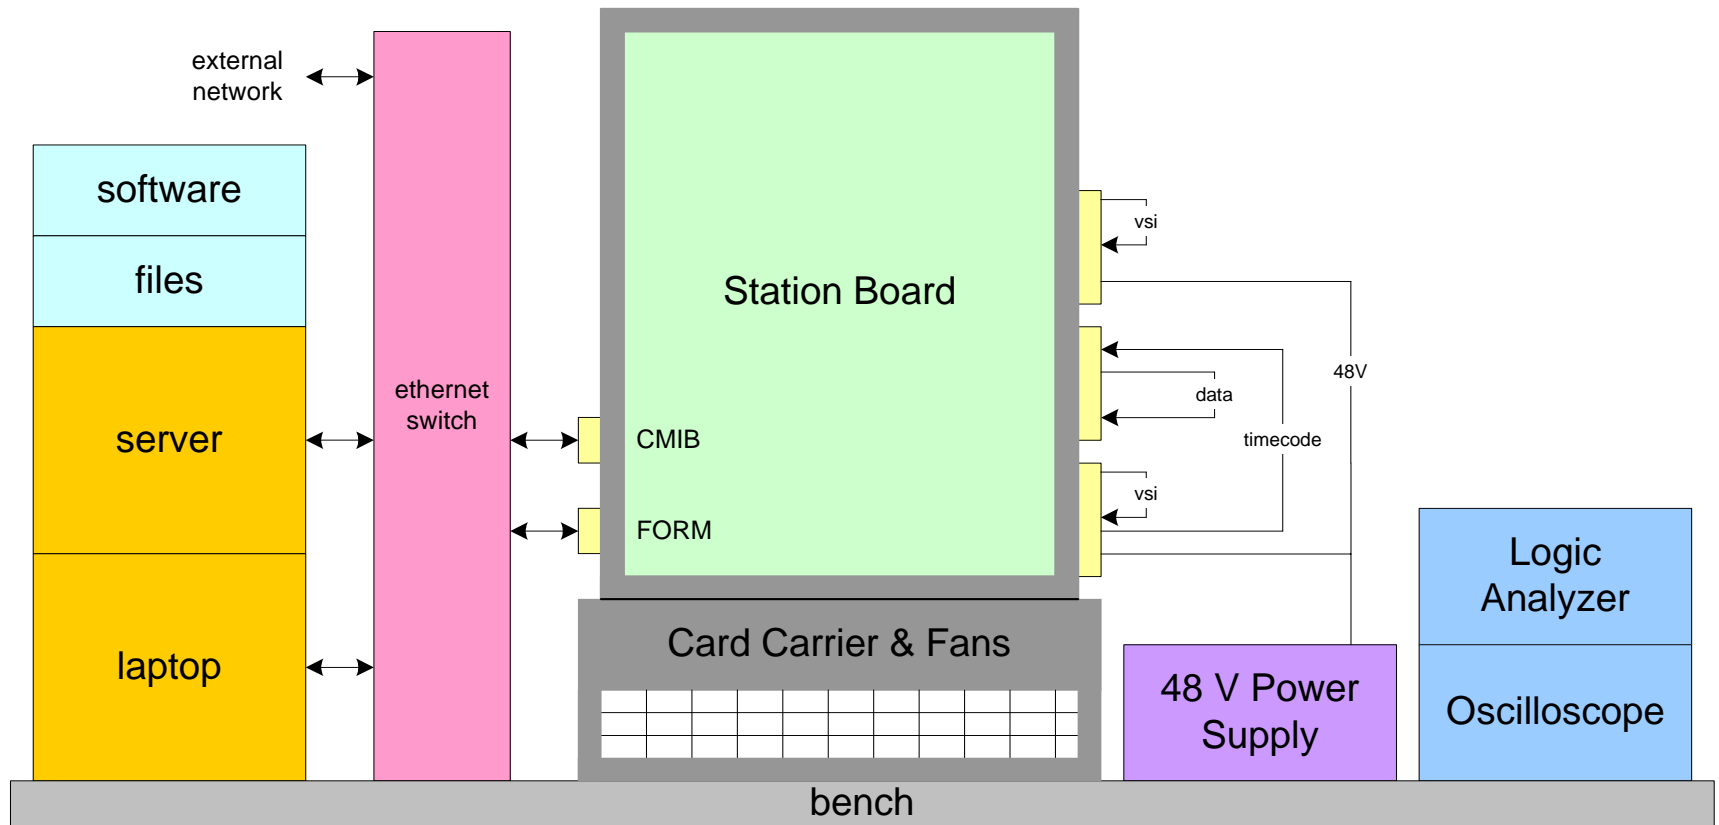 external
network
software
files
server
laptop
ethernet
switch
CMIB
FORM
Station Board
Card Carrier & Fans
vsi
data
timecode
vsi
48V
48 V Power
Supply
Logic
Analyzer
Oscilloscope
bench